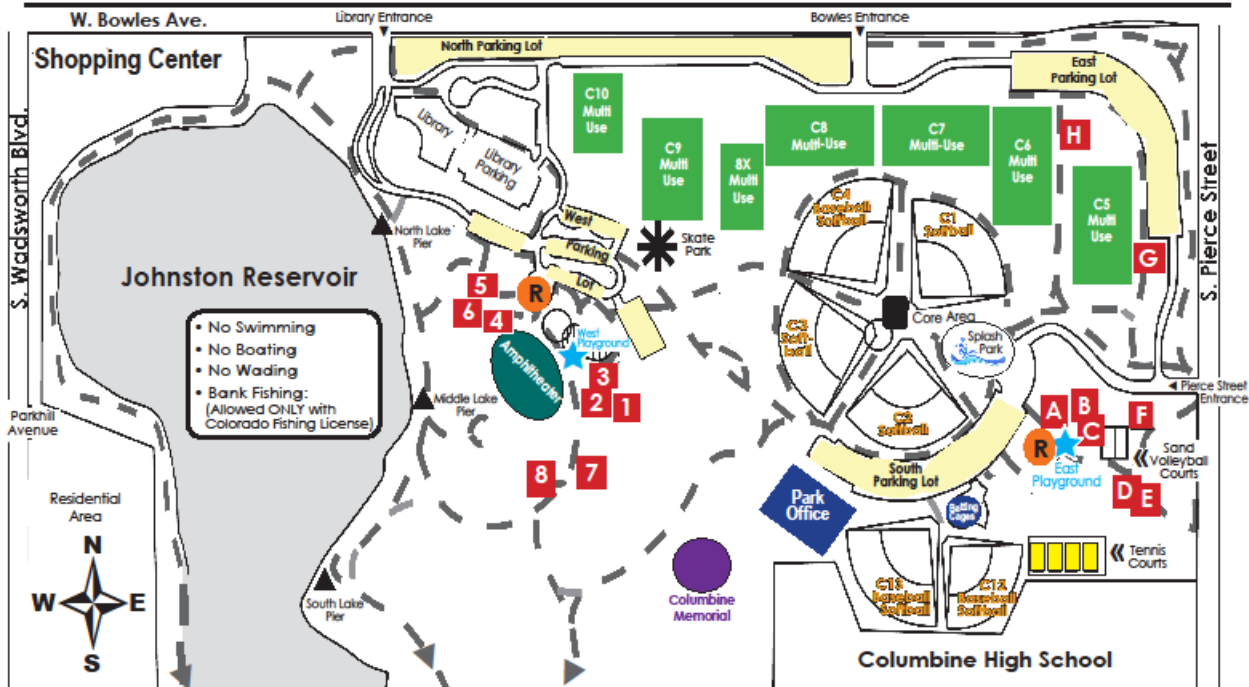 W. Bowles Ave.
Library Entrance
Bowles Entrance
Shopping Center
North Parking Lot
East
Parking Lot
S. Wadsworth Blvd.
S. Pierce Street
Library
Library
Parking
C10
Multi
Use
C9
Multi
Use
8X
Multi
Use
C8
Multi-Use
C7
Multi-Use
C6
Multi
Use
H
C5
Multi
Use
G
C4
Baseball
Softball
C1
Softball
North Lake
Pier
West
Parking
Lot
Skate
Park
Johnston Reservoir
• No Swimming
• No Boating
• No Wading
• Bank Fishing:
(Allowed ONLY with
Colorado Fishing License)
5
6
4
R
West
Playground
Amphitheater
3
2
1
C3
Soft-
ball
Core Area
Splash
Park
Pierce Street
Entrance
Parkhill
Avenue
Middle Lake
Pier
C2
Softball
A
B
C
F
R
East
Playground
Sand
Volleyball
Courts
D
E
8
7
South
Parking Lot
Park
Office
Batting
Cages
Residential
Area
N
W
E
S
South Lake
Pier
Columbine
Memorial
C13
Baseball
Softball
C12
Baseball
Softball
Tennis
Courts
Columbine High School